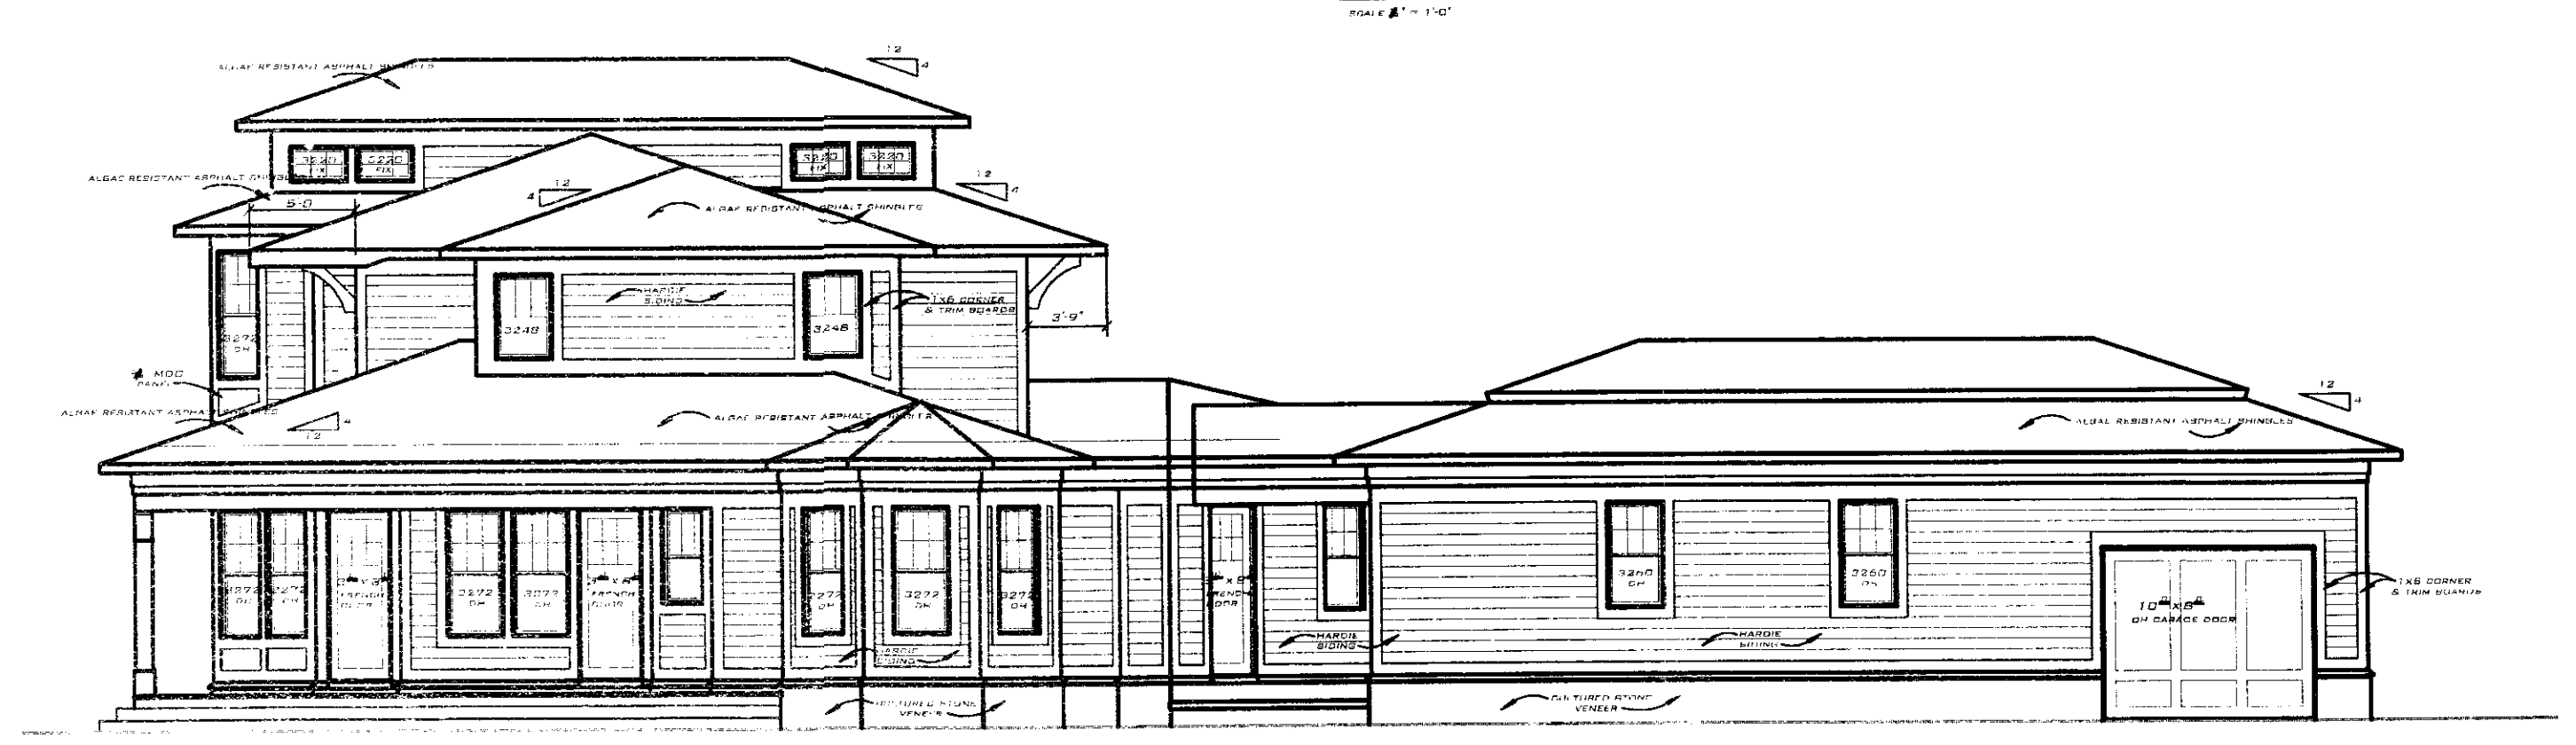 SCALE
= 1'-0"
12
4
ALGAE RESISTANT ASPHALT SHINGLES
3220
FIX
3220
FIX
3220
FIX
3220
FIX
ALGAE RESISTANT ASPHALT SHINGLES
12
4
12
4
5'-0
ALGAE RESISTANT ASPHALT SHINGLES
HARDIE
SIDING
1X6 CORNER
& TRIM BOARDS
3'-9"
3248
3248
3272
DH
MDO
PANEL
ALGAE RESISTANT ASPHALT SHINGLES
4
12
ALGAE RESISTANT ASPHALT SHINGLES
12
4
ALGAE RESISTANT ASPHALT SHINGLES
3272
DH
3272
DH
FRENCH
DOOR
3272
DH
3272
DH
FRENCH
DOOR
3272
DH
3272
DH
3272
DH
FRENCH
DOOR
3260
DH
3260
DH
1X6 CORNER
& TRIM BOARDS
10 X8
OH GARAGE DOOR
HARDIE
SIDING
HARDIE
SIDING
HARDIE
SIDING
CULTURED STONE
VENEER
CULTURED STONE
VENEER